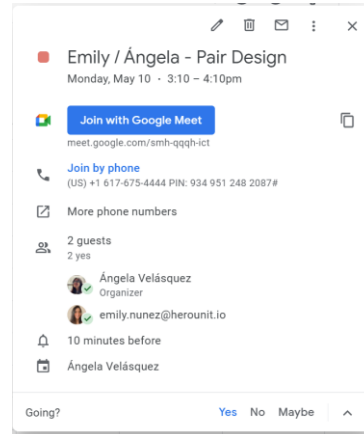 Emily / Ángela - Pair Design
Monday, May 10 · 3:10 – 4:10pm
Join with Google Meet
meet.google.com/smh-qqqh-ict
Join by phone
(US) +1 617-675-4444 PIN: 934 951 248 2087#
More phone numbers
2 guests
2 yes
Ángela Velásquez
Organizer
emily.nunez@herounit.io
10 minutes before
Ángela Velásquez
Going? Yes No Maybe